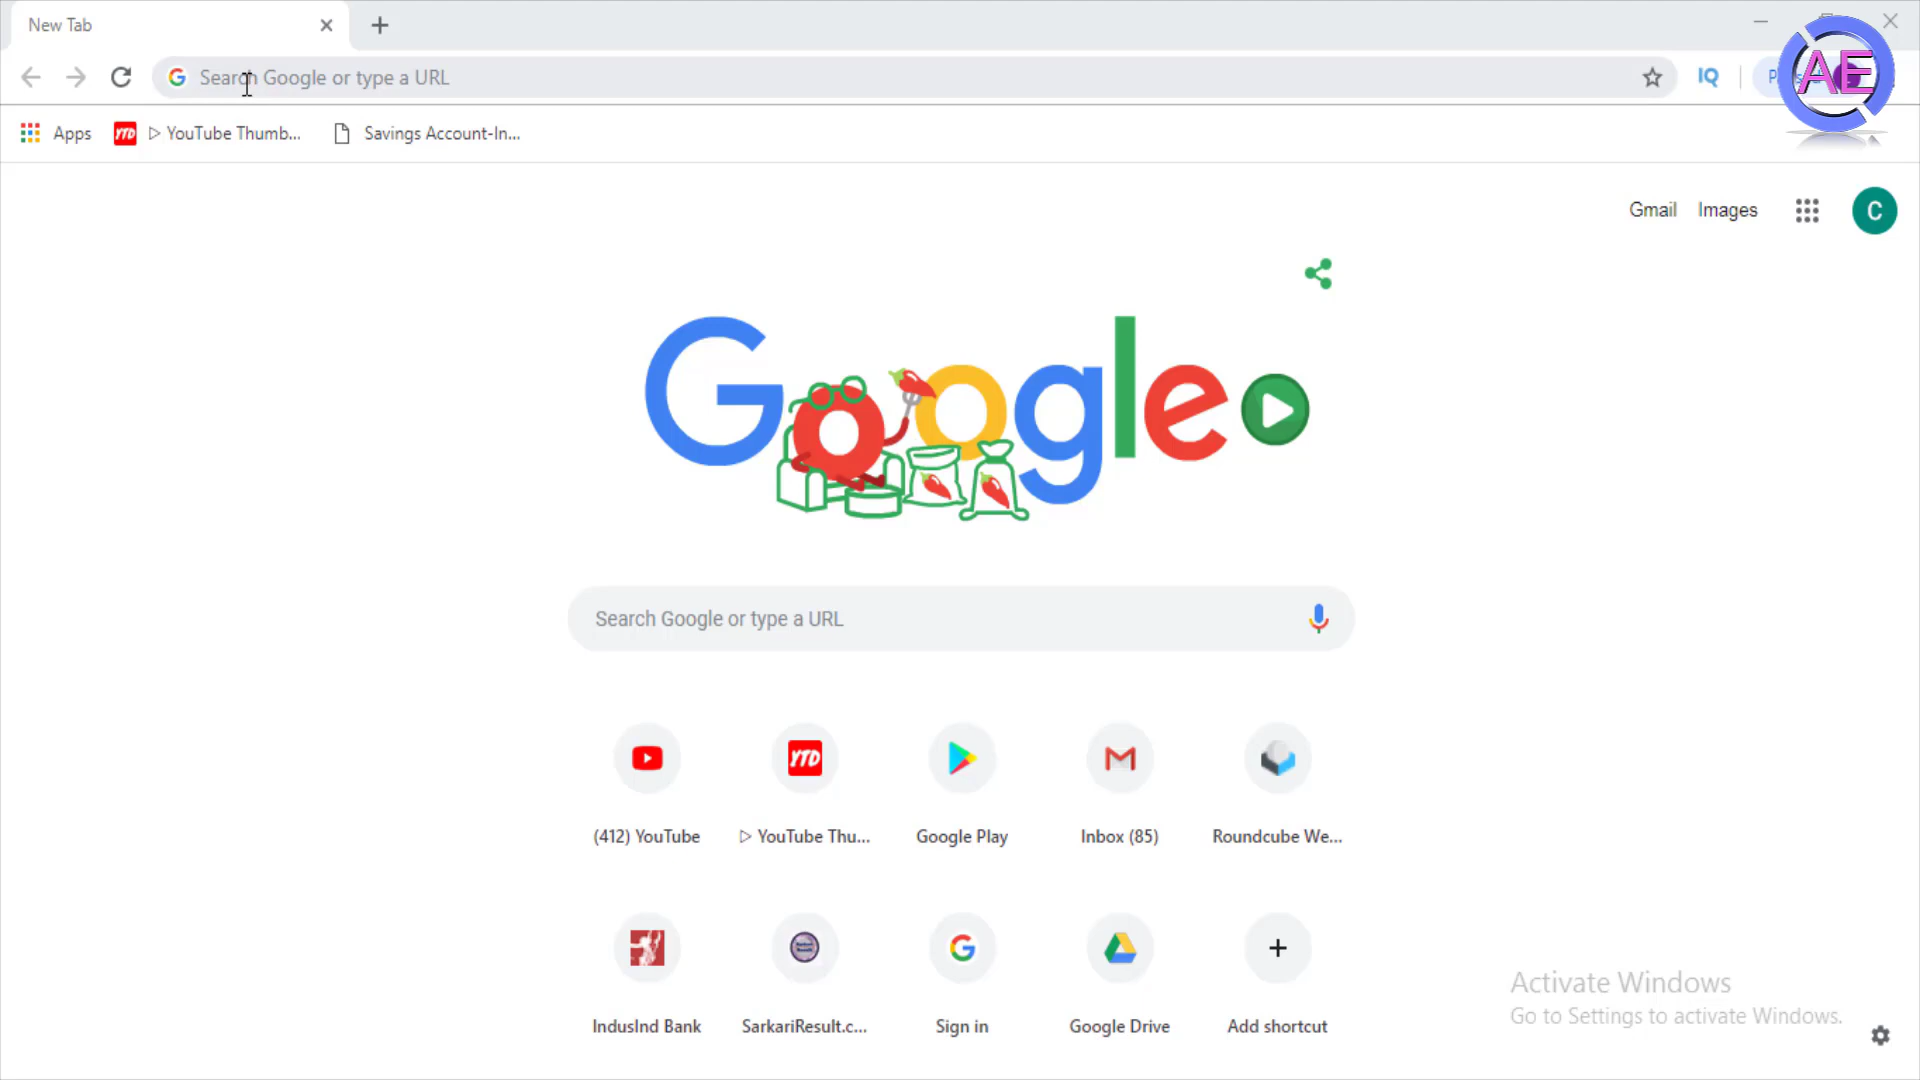 New Tab
Search Google or type a URL
IQ
AE
Apps
YTD
▷ YouTube Thumb...
Savings Account-In...
Gmail
Images
C
Google
Search Google or type a URL
YTD
(412) YouTube
▷ YouTube Thu...
Google Play
Inbox (85)
Roundcube We...
IndusInd Bank
SarkariResult.c...
Sign in
Google Drive
Add shortcut
Activate Windows
Go to Settings to activate Windows.